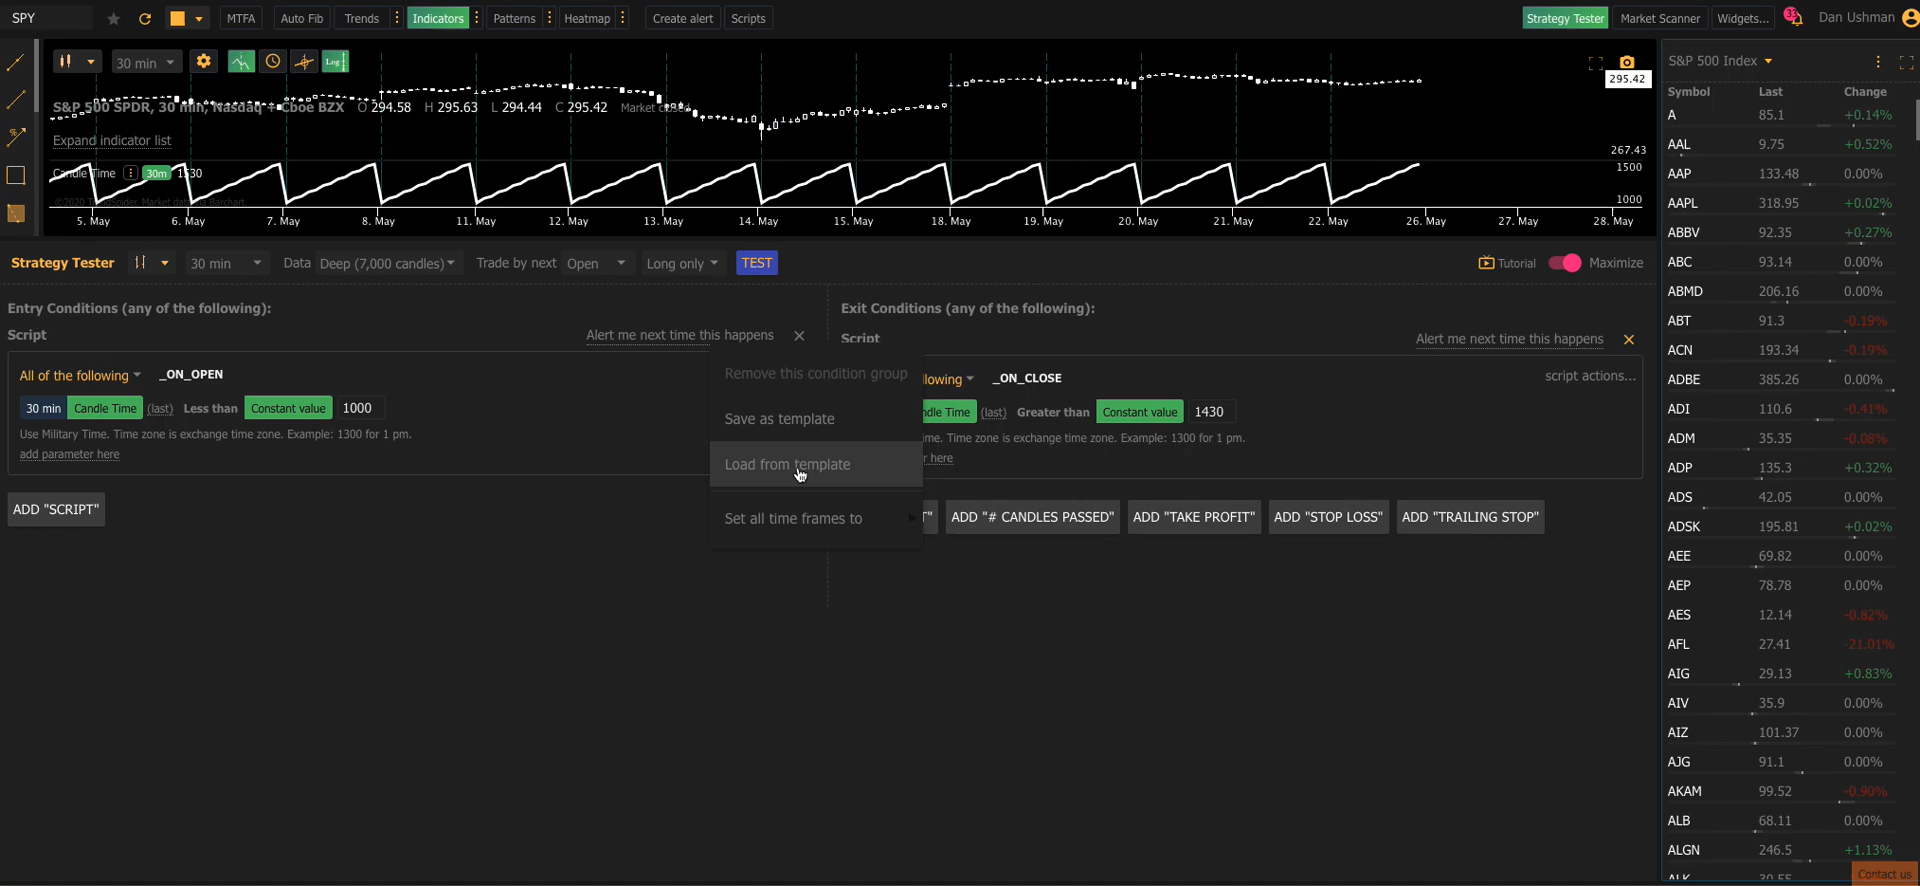 SPY MTFA Auto Fib Trends Indicators Patterns Heatmap Create alert Scripts Strategy Tester Market Scanner Widgets... Dan Ushman
30 min Log
295.42
S&P 500 SPDR, 30 min, Nasdaq + Cboe BZX O 294.58 H 295.63 L 294.44 C 295.42 Market closed
Expand indicator list
267.43
Candle Time 30m 1530
1500
1000
5. May 6. May 7. May 8. May 11. May 12. May 13. May 14. May 15. May 18. May 19. May 20. May 21. May 22. May 26. May 27. May 28. May
Strategy Tester 30 min Data Deep (7,000 candles) Trade by next Open Long only TEST Tutorial Maximize
Entry Conditions (any of the following):
Script Alert me next time this happens
All of the following _ON_OPEN
30 min Candle Time (last) Less than Constant value 1000
Use Military Time. Time zone is exchange time zone. Example: 1300 for 1 pm.
add parameter here
ADD "SCRIPT"
Remove this condition group
Save as template
Load from template
Set all time frames to
Exit Conditions (any of the following):
Script Alert me next time this happens
llowing _ON_CLOSE script actions...
ndle Time (last) Greater than Constant value 1430
me. Time zone is exchange time zone. Example: 1300 for 1 pm.
r here
T" ADD "# CANDLES PASSED" ADD "TAKE PROFIT" ADD "STOP LOSS" ADD "TRAILING STOP"
S&P 500 Index
Symbol Last Change
A 85.1 +0.14%
AAL 9.75 +0.52%
AAP 133.48 0.00%
AAPL 318.95 +0.02%
ABBV 92.35 +0.27%
ABC 93.14 0.00%
ABMD 206.16 0.00%
ABT 91.3 -0.19%
ACN 193.34 -0.19%
ADBE 385.26 0.00%
ADI 110.6 -0.41%
ADM 35.35 -0.08%
ADP 135.3 +0.32%
ADS 42.05 0.00%
ADSK 195.81 +0.02%
AEE 69.82 0.00%
AEP 78.78 0.00%
AES 12.14 -0.82%
AFL 27.41 -21.01%
AIG 29.13 +0.83%
AIV 35.9 0.00%
AIZ 101.37 0.00%
AJG 91.1 0.00%
AKAM 99.52 -0.90%
ALB 68.11 0.00%
ALGN 246.5 +1.13%
ALK 30.55
Contact us